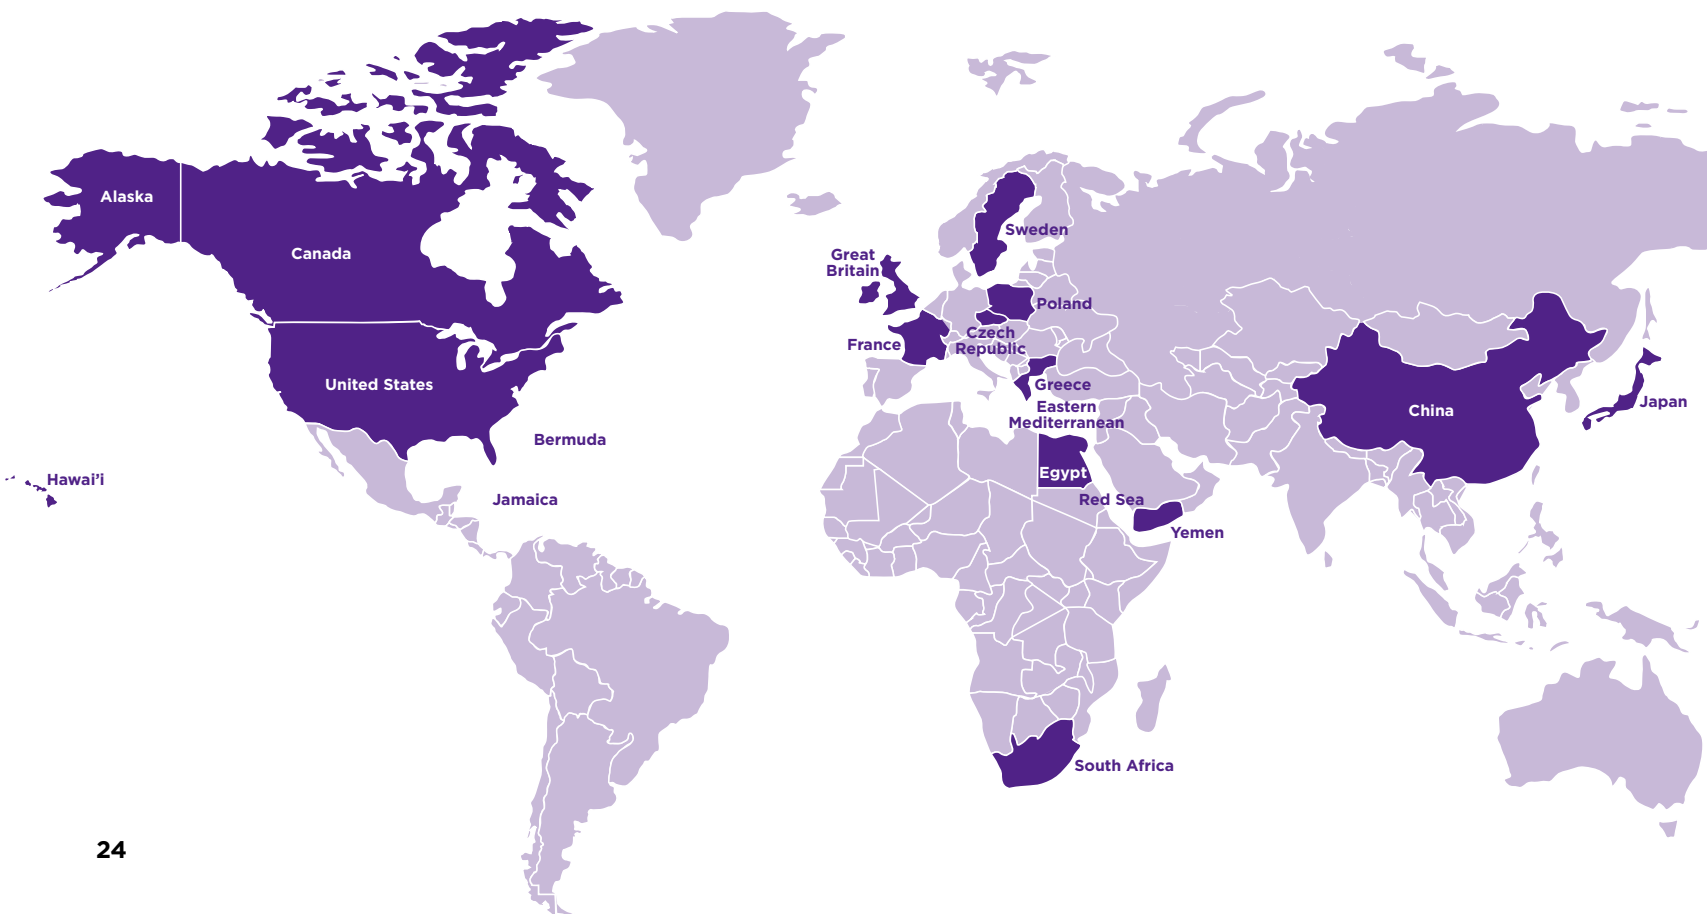 Alaska
Canada
United States
Hawai'i
Bermuda
Jamaica
Sweden
Great
Britain
Poland
Czech
Republic
France
Greece
Eastern
Mediterranean
Egypt
Red Sea
Yemen
South Africa
China
Japan
24